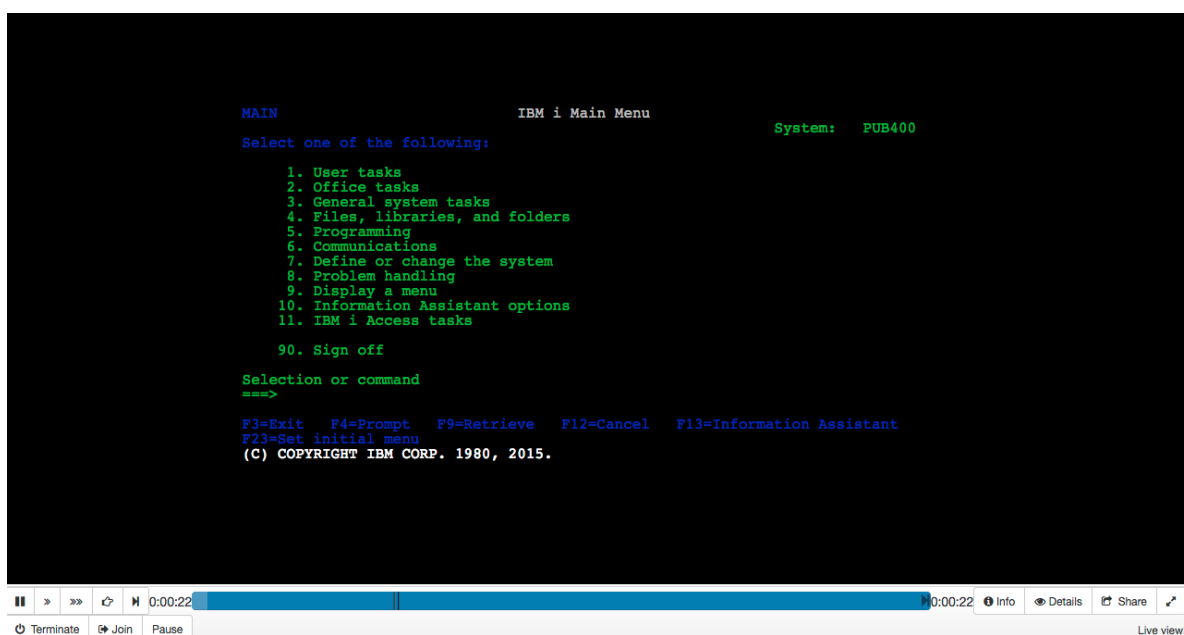 MAIN IBM i Main Menu
System: PUB400
Select one of the following:
1. User tasks
2. Office tasks
3. General system tasks
4. Files, libraries, and folders
5. Programming
6. Communications
7. Define or change the system
8. Problem handling
9. Display a menu
10. Information Assistant options
11. IBM i Access tasks
90. Sign off
Selection or command
===>
F3=Exit F4=Prompt F9=Retrieve F12=Cancel F13=Information Assistant
F23=Set initial menu
(C) COPYRIGHT IBM CORP. 1980, 2015.
0:00:22 0:00:22 Info Details Share
Terminate Join Pause Live view